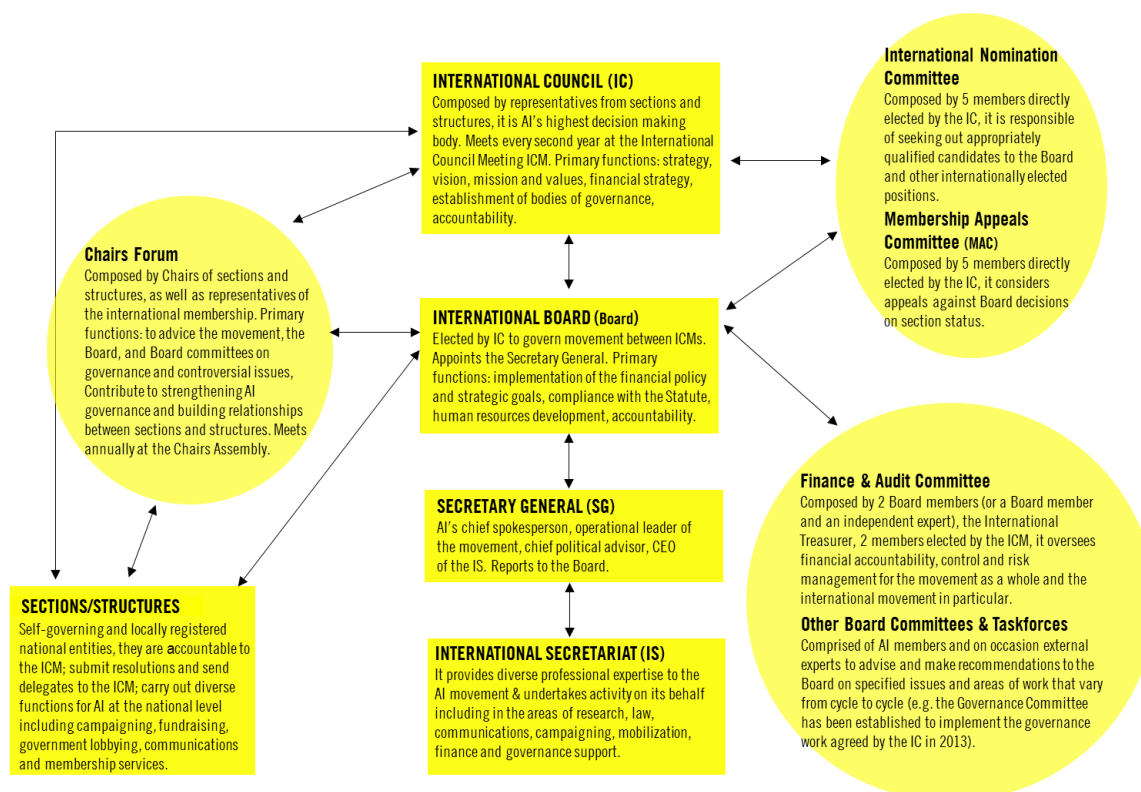 INTERNATIONAL COUNCIL (IC)
Composed by representatives from sections and
structures, it is AI's highest decision making
body. Meets every second year at the International
Council Meeting ICM. Primary functions: strategy,
vision, mission and values, financial strategy,
establishment of bodies of governance,
accountability.
International Nomination
Committee
Composed by 5 members directly
elected by the IC, it is responsible
of seeking out appropriately
qualified candidates to the Board
and other internationally elected
positions.
Membership Appeals
Committee (MAC)
Composed by 5 members directly
elected by the IC, it considers
appeals against Board decisions
on section status.
Chairs Forum
Composed by Chairs of sections and
structures, as well as representatives of
the international membership. Primary
functions: to advice the movement, the
Board, and Board committees on
governance and controversial issues,
Contribute to strengthening AI
governance and building relationships
between sections and structures. Meets
annually at the Chairs Assembly.
INTERNATIONAL BOARD (Board)
Elected by IC to govern movement between ICMs.
Appoints the Secretary General. Primary
functions: implementation of the financial policy
and strategic goals, compliance with the Statute,
human resources development, accountability.
SECRETARY GENERAL (SG)
AI's chief spokesperson, operational leader of
the movement, chief political advisor, CEO
of the IS. Reports to the Board.
Finance & Audit Committee
Composed by 2 Board members (or a Board member
and an independent expert), the International
Treasurer, 2 members elected by the ICM, it oversees
financial accountability, control and risk
management for the movement as a whole and the
international movement in particular.
Other Board Committees & Taskforces
Comprised of AI members and on occasion external
experts to advise and make recommendations to the
Board on specified issues and areas of work that vary
from cycle to cycle (e.g. the Governance Committee
has been established to implement the governance
work agreed by the IC in 2013).
SECTIONS/STRUCTURES
Self-governing and locally registered
national entities, they are accountable to
the ICM; submit resolutions and send
delegates to the ICM; carry out diverse
functions for AI at the national level
including campaigning, fundraising,
government lobbying, communications
and membership services.
INTERNATIONAL SECRETARIAT (IS)
It provides diverse professional expertise to the
AI movement & undertakes activity on its behalf
including in the areas of research, law,
communications, campaigning, mobilization,
finance and governance support.